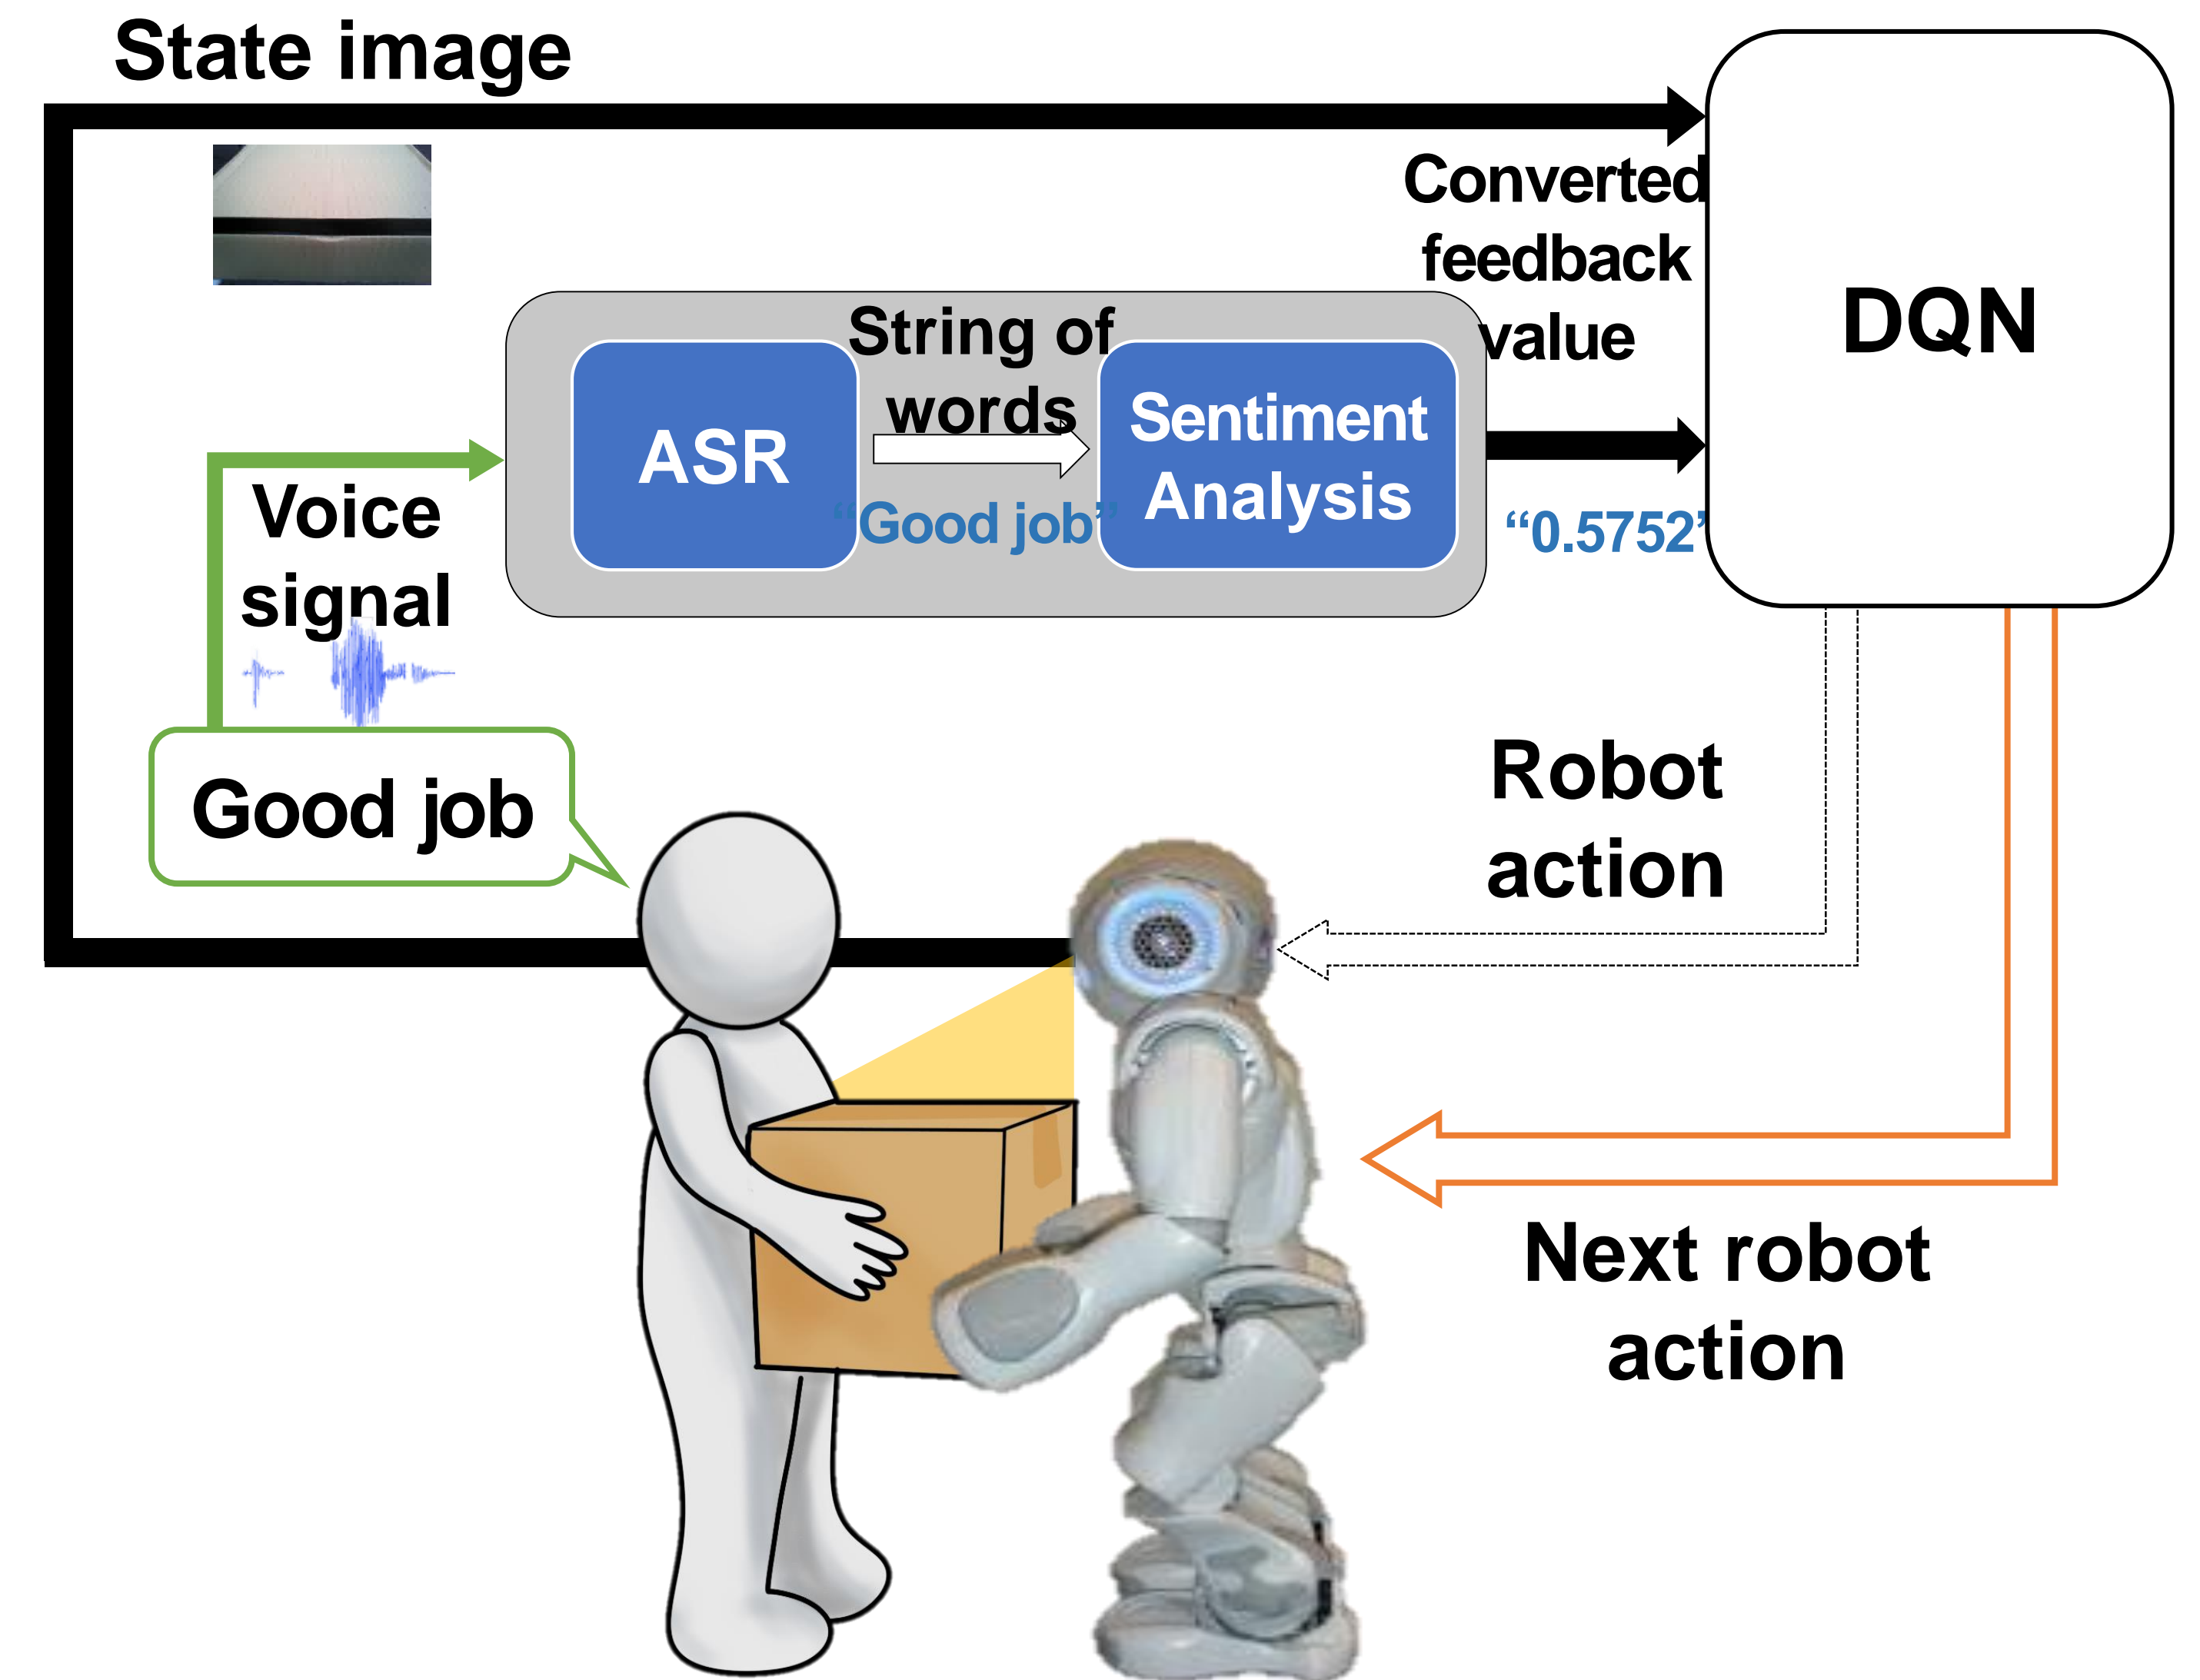 State image
Converted
feedback
value
DQN
String of
words
ASR
Sentiment
Analysis
“Good job”
“0.5752”
Voice
signal
Good job
Robot
action
Next robot
action